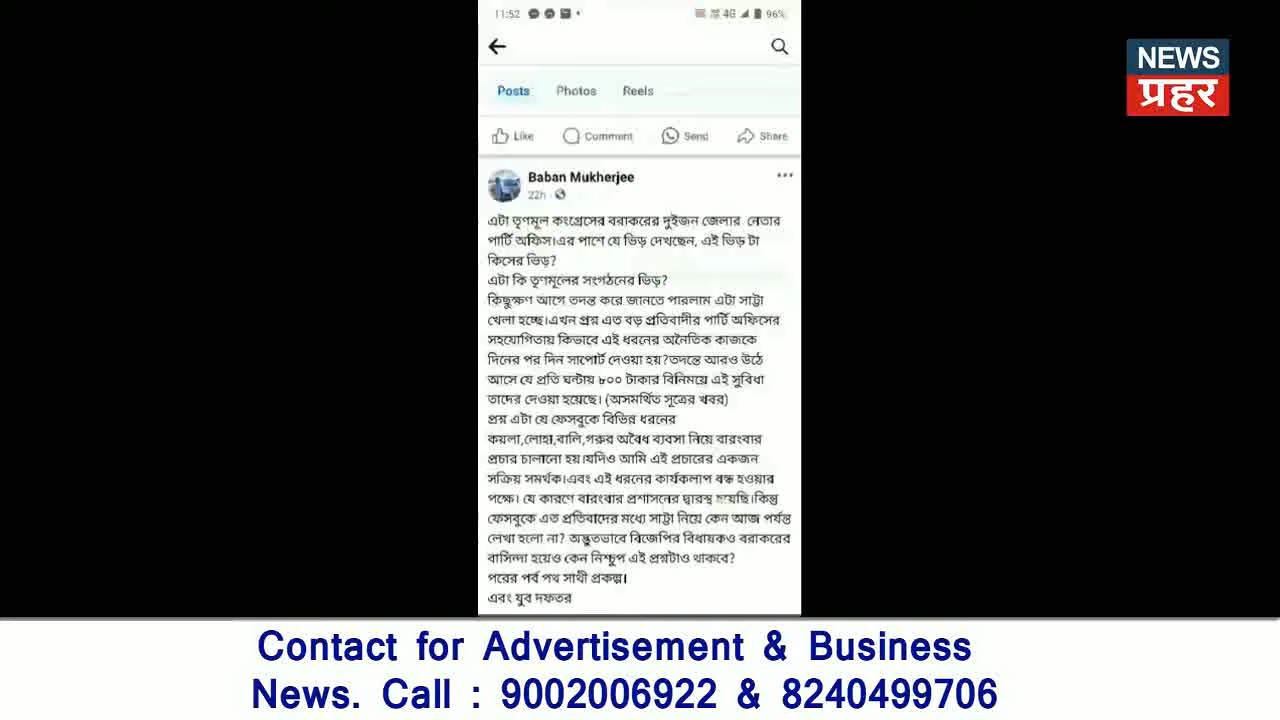 11:52
4G
96%
NEWS
प्रहर
Posts Photos Reels
Like Comment Send Share
Baban Mukherjee
22h
এটা তৃণমূল কংগ্রেসের বরাকরের দুইজন জেলার নেতার
পার্টি অফিস।এর পাশে যে ভিড় দেখছেন, এই ভিড় টা
কিসের ভিড়?
এটা কি তৃণমূলের সংগঠনের ভিড়?
কিছুক্ষণ আগে তদন্ত করে জানতে পারলাম এটা সাট্টা
খেলা হচ্ছে।এখন প্রশ্ন এত বড় প্রতিবাদীর পার্টি অফিসের
সহযোগিতায় কিভাবে এই ধরনের অনৈতিক কাজকে
দিনের পর দিন সাপোর্ট দেওয়া হয়?তদন্তে আরও উঠে
আসে যে প্রতি ঘন্টায় ৮০০ টাকার বিনিময়ে এই সুবিধা
তাদের দেওয়া হয়েছে। (অসমর্থিত সূত্রের খবর)
প্রশ্ন এটা যে ফেসবুকে বিভিন্ন ধরনের
কয়লা,লোহা,বালি,গরুর অবৈধ ব্যবসা নিয়ে বারংবার
প্রচার চালানো হয়।যদিও আমি এই প্রচারের একজন
সক্রিয় সমর্থক।এবং এই ধরনের কার্যকলাপ বন্ধ হওয়ার
পক্ষে। যে কারণে বারংবার প্রশাসনের দ্বারস্থ হয়েছি।কিন্তু
ফেসবুকে এত প্রতিবাদের মধ্যে সাট্টা নিয়ে কেন আজ পর্যন্ত
লেখা হলো না? অদ্ভুতভাবে বিজেপির বিধায়কও বরাকরের
বাসিন্দা হয়েও কেন নিশ্চুপ এই প্রশ্নটাও থাকবে?
পরের পর্ব পথ সাথী প্রকল্প।
এবং যুব দফতর
Contact for Advertisement & Business
News. Call : 9002006922 & 8240499706